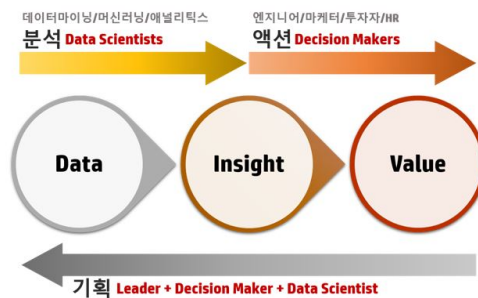 데이터마이닝/머신러닝/애널리틱스
분석 Data Scientists
엔지니어/마케터/투자자/HR
액션 Decision Makers
Data
Insight
Value
기획 Leader + Decision Maker + Data Scientist